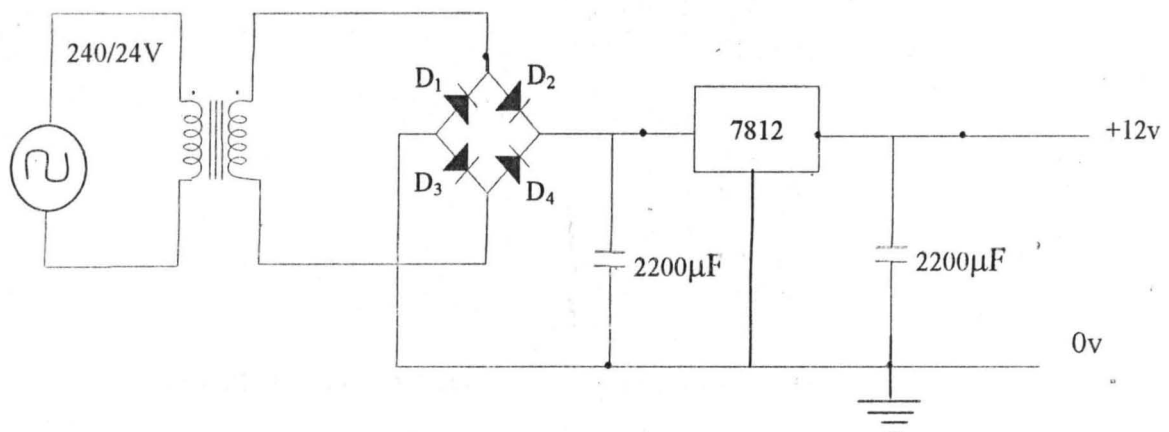 240/24V
D₁
D₂
7812
+12v
D₃
D₄
2200µF
2200µF
0v